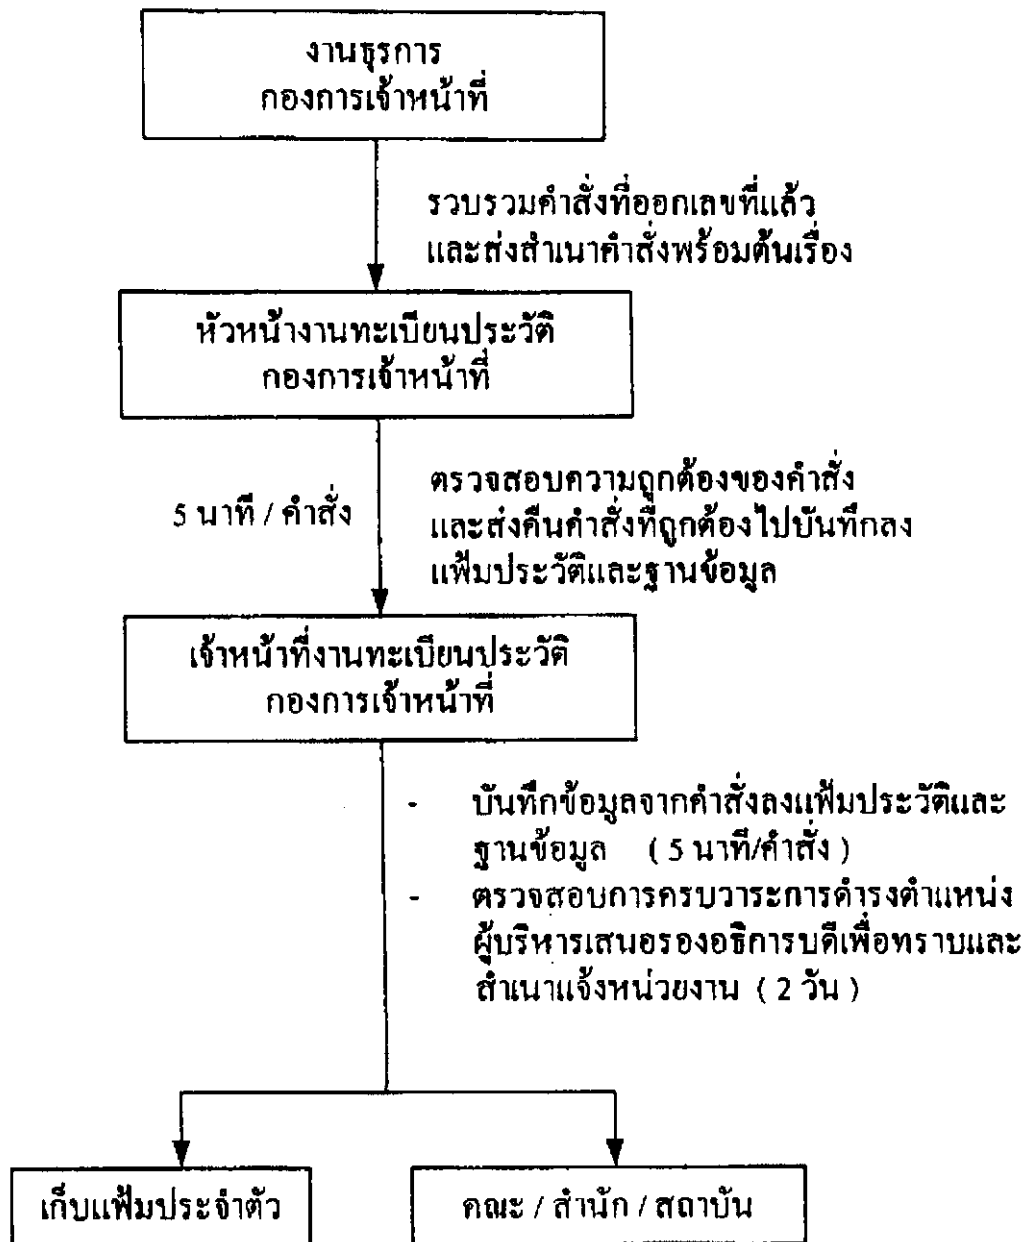 งานธุรการ
กองการเจ้าหน้าที่
รวบรวมคำสั่งที่ออกเลขที่แล้ว
และส่งสำเนาคำสั่งพร้อมต้นเรื่อง
หัวหน้างานทะเบียนประวัติ
กองการเจ้าหน้าที่
5 นาที / คำสั่ง
ตรวจสอบความถูกต้องของคำสั่ง
และส่งคืนคำสั่งที่ถูกต้องไปบันทึกลง
แฟ้มประวัติและฐานข้อมูล
เจ้าหน้าที่งานทะเบียนประวัติ
กองการเจ้าหน้าที่
- บันทึกข้อมูลจากคำสั่งลงแฟ้มประวัติและ
ฐานข้อมูล ( 5 นาที/คำสั่ง )
- ตรวจสอบการครบวาระการดำรงตำแหน่ง
ผู้บริหารเสนอรองอธิการบดีเพื่อทราบและ
สำเนาแจ้งหน่วยงาน ( 2 วัน )
เก็บแฟ้มประจำตัว
คณะ / สำนัก / สถาบัน